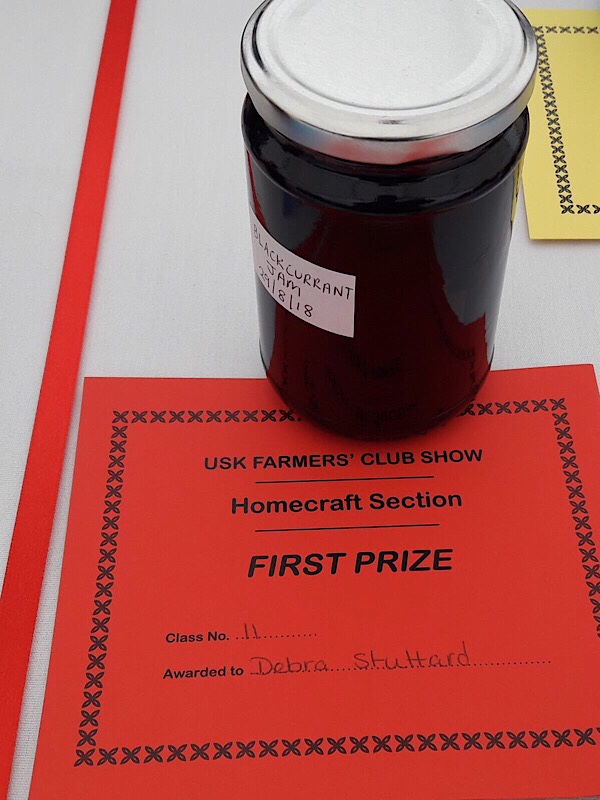 BLACKCURRANT
JAM
29/8/18
USK FARMERS' CLUB SHOW
Homecraft Section
FIRST PRIZE
Class No. 11
Awarded to Debra Stuttard